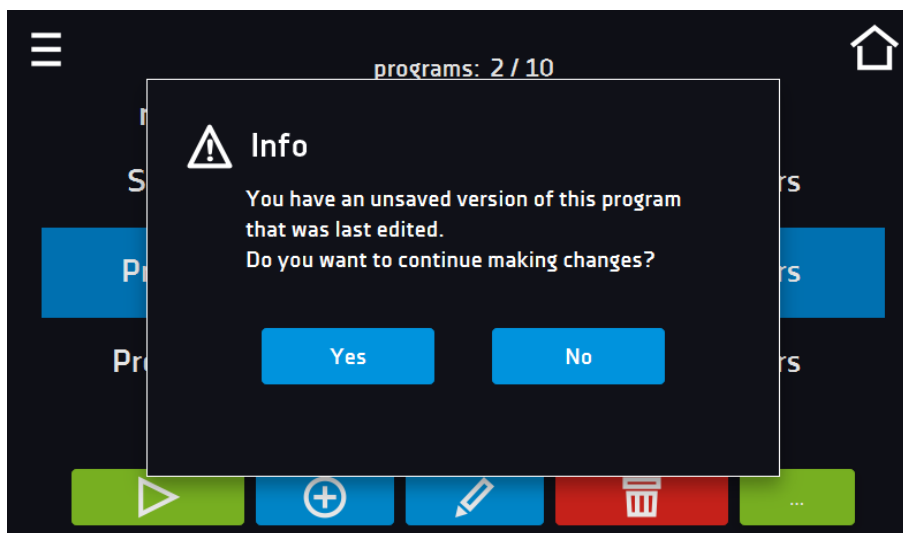 programs: 2 / 10
Info
You have an unsaved version of this program
that was last edited.
Do you want to continue making changes?
Yes
No
...